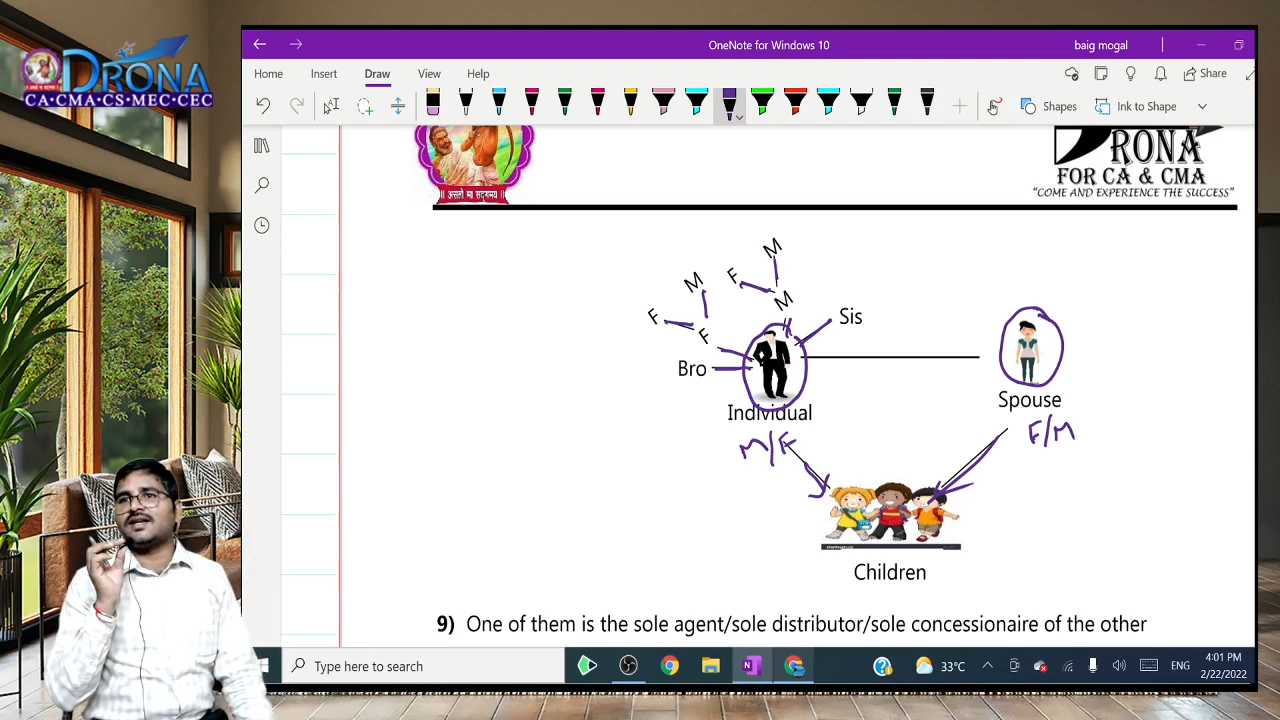 DRONA
CA•CMA•CS•MEC•CEC
OneNote for Windows 10
baig mogal
Home
Insert
Draw
View
Help
Share
Shapes
Ink to Shape
|| असतो मा सद्गमय ||
RONA
FOR CA & CMA
"COME AND EXPERIENCE THE SUCCESS"
M
M
F
F
M
F
Sis
Bro
Individual
Spouse
M/F
F/M
Children
9) One of them is the sole agent/sole distributor/sole concessionaire of the other
Type here to search
33°C
ENG
4:01 PM
2/22/2022